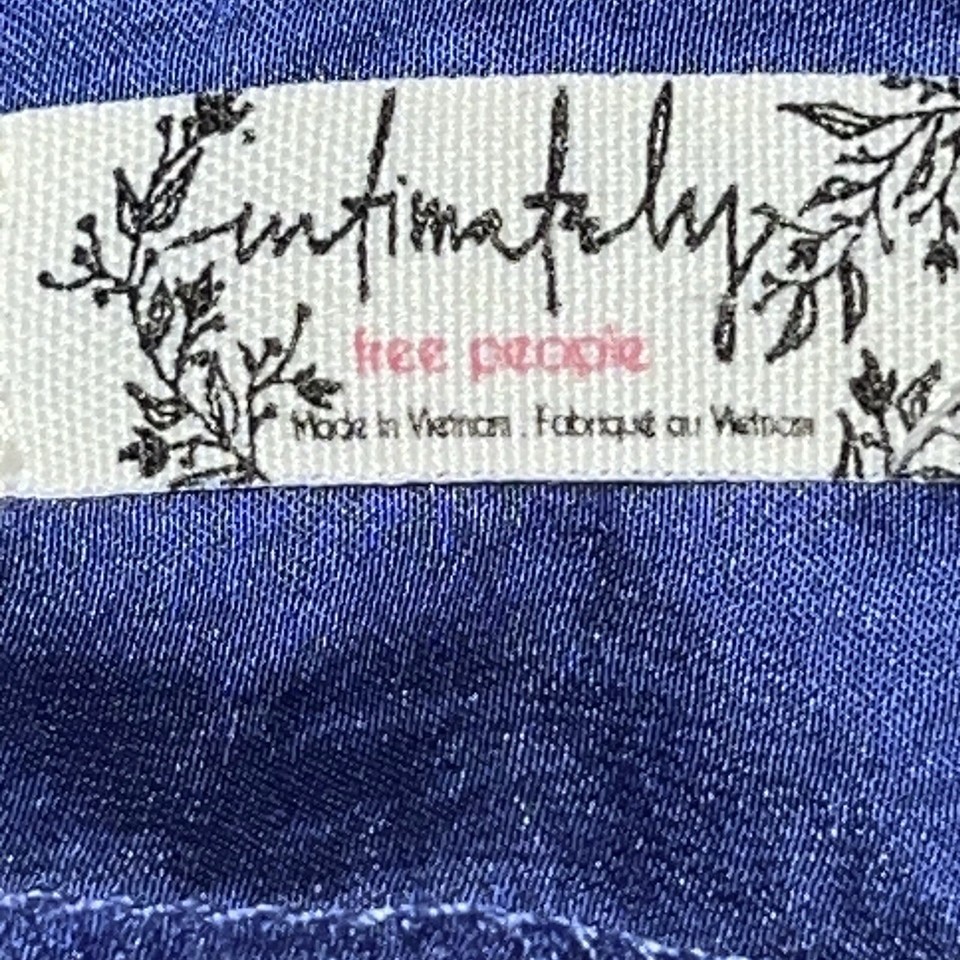 intimately
free people
Made in Vietnam . Fabriqué au Vietnam